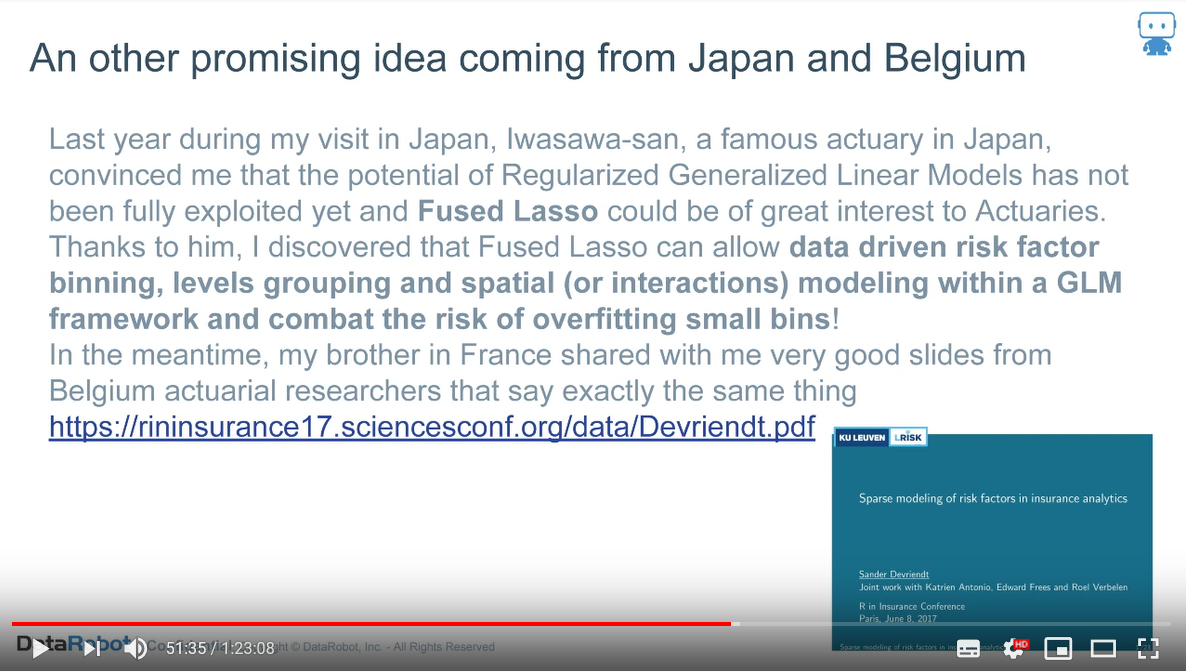 An other promising idea coming from Japan and Belgium
Last year during my visit in Japan, Iwasawa-san, a famous actuary in Japan,
convinced me that the potential of Regularized Generalized Linear Models has not
been fully exploited yet and Fused Lasso could be of great interest to Actuaries.
Thanks to him, I discovered that Fused Lasso can allow data driven risk factor
binning, levels grouping and spatial (or interactions) modeling within a GLM
framework and combat the risk of overfitting small bins!
In the meantime, my brother in France shared with me very good slides from
Belgium actuarial researchers that say exactly the same thing
https://rininsurance17.sciencesconf.org/data/Devriendt.pdf
KU LEUVEN LRISK
Sparse modeling of risk factors in insurance analytics
Sander Devriendt
Joint work with Katrien Antonio, Edward Frees and Roel Verbelen
R in Insurance Conference
Paris, June 8, 2017
Sparse modeling of risk factors in
DataRobot
© DataRobot, Inc. - All Rights Reserved
51:35 / 1:23:08
HD